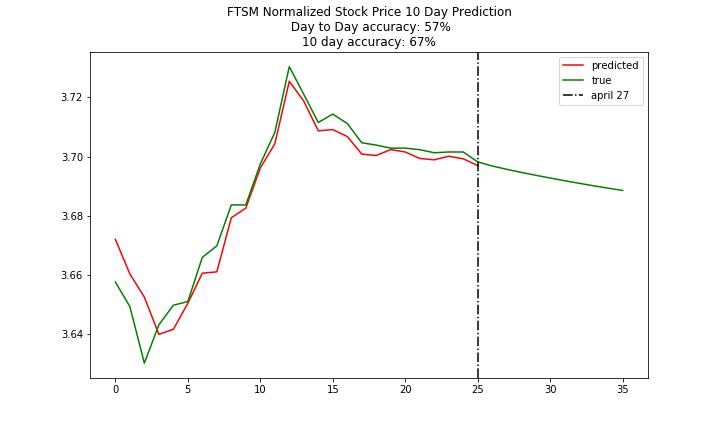 FTSM Normalized Stock Price 10 Day Prediction
Day to Day accuracy: 57%
10 day accuracy: 67%
predicted
true
april 27
3.72
3.70
3.68
3.66
3.64
0 5 10 15 20 25 30 35